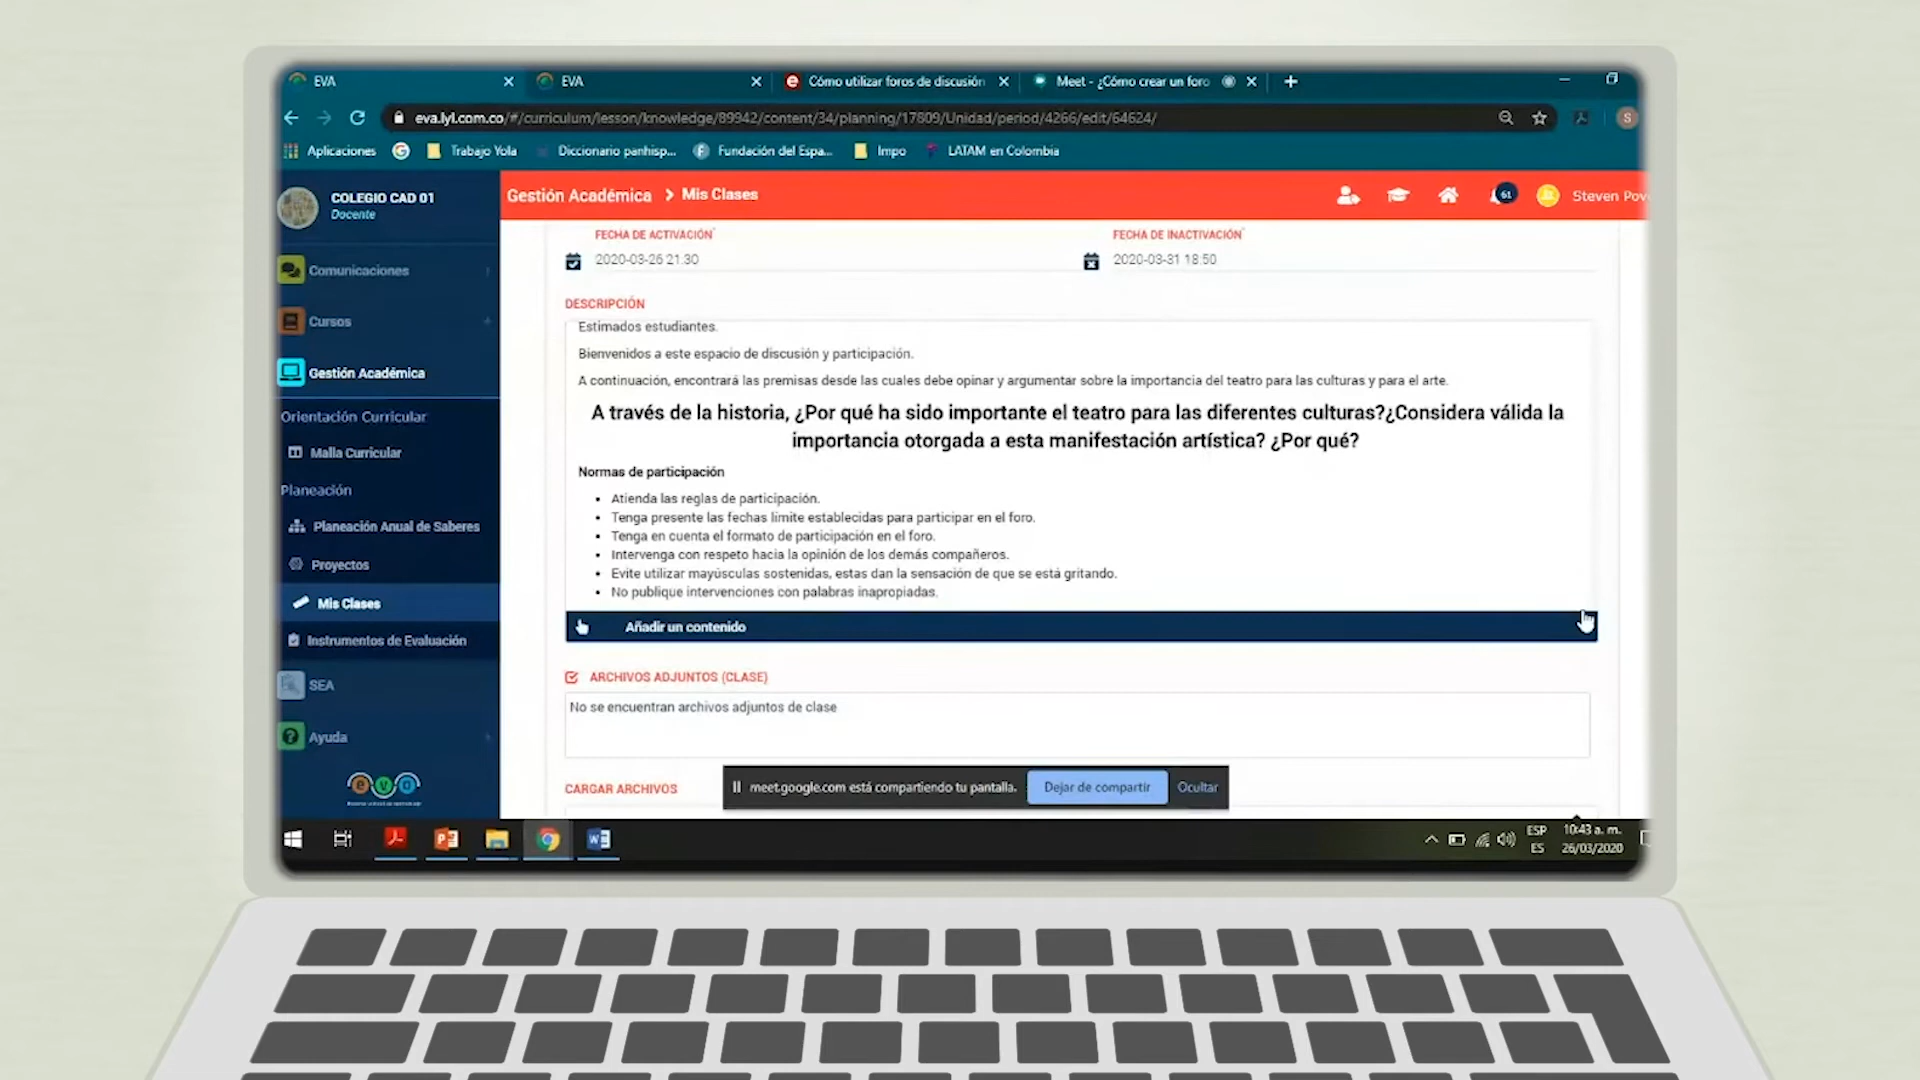 EVA
EVA
Cómo utilizar foros de discusión
Meet - ¿Cómo crear un foro
eva.lyl.com.co/#/curriculum/lesson/knowledge/89942/content/34/planning/17809/Unidad/period/4266/edit/64624/
S
Aplicaciones
Trabajo Yola
Diccionario panhisp...
Fundación del Espa...
Impo
LATAM en Colombia
COLEGIO CAD 01
Docente
Gestión Académica > Mis Clases
61
Steven Pov
Comunicaciones
Cursos
Gestión Académica
Orientación Curricular
Malla Curricular
Planeación
Planeación Anual de Saberes
Proyectos
Mis Clases
Instrumentos de Evaluación
SEA
Ayuda
eva
FECHA DE ACTIVACIÓN*
2020-03-26 21:30
FECHA DE INACTIVACIÓN*
2020-03-31 18:50
DESCRIPCIÓN
Estimados estudiantes.
Bienvenidos a este espacio de discusión y participación.
A continuación, encontrará las premisas desde las cuales debe opinar y argumentar sobre la importancia del teatro para las culturas y para el arte.
A través de la historia, ¿Por qué ha sido importante el teatro para las diferentes culturas?¿Considera válida la
importancia otorgada a esta manifestación artística? ¿Por qué?
Normas de participación
• Atienda las reglas de participación.
• Tenga presente las fechas límite establecidas para participar en el foro.
• Tenga en cuenta el formato de participación en el foro.
• Intervenga con respeto hacia la opinión de los demás compañeros.
• Evite utilizar mayúsculas sostenidas, estas dan la sensación de que se está gritando.
• No publique intervenciones con palabras inapropiadas.
Añadir un contenido
ARCHIVOS ADJUNTOS (CLASE)
No se encuentran archivos adjuntos de clase
CARGAR ARCHIVOS
meet.google.com está compartiendo tu pantalla.
Dejar de compartir
Ocultar
ESP
ES
10:43 a. m.
26/03/2020